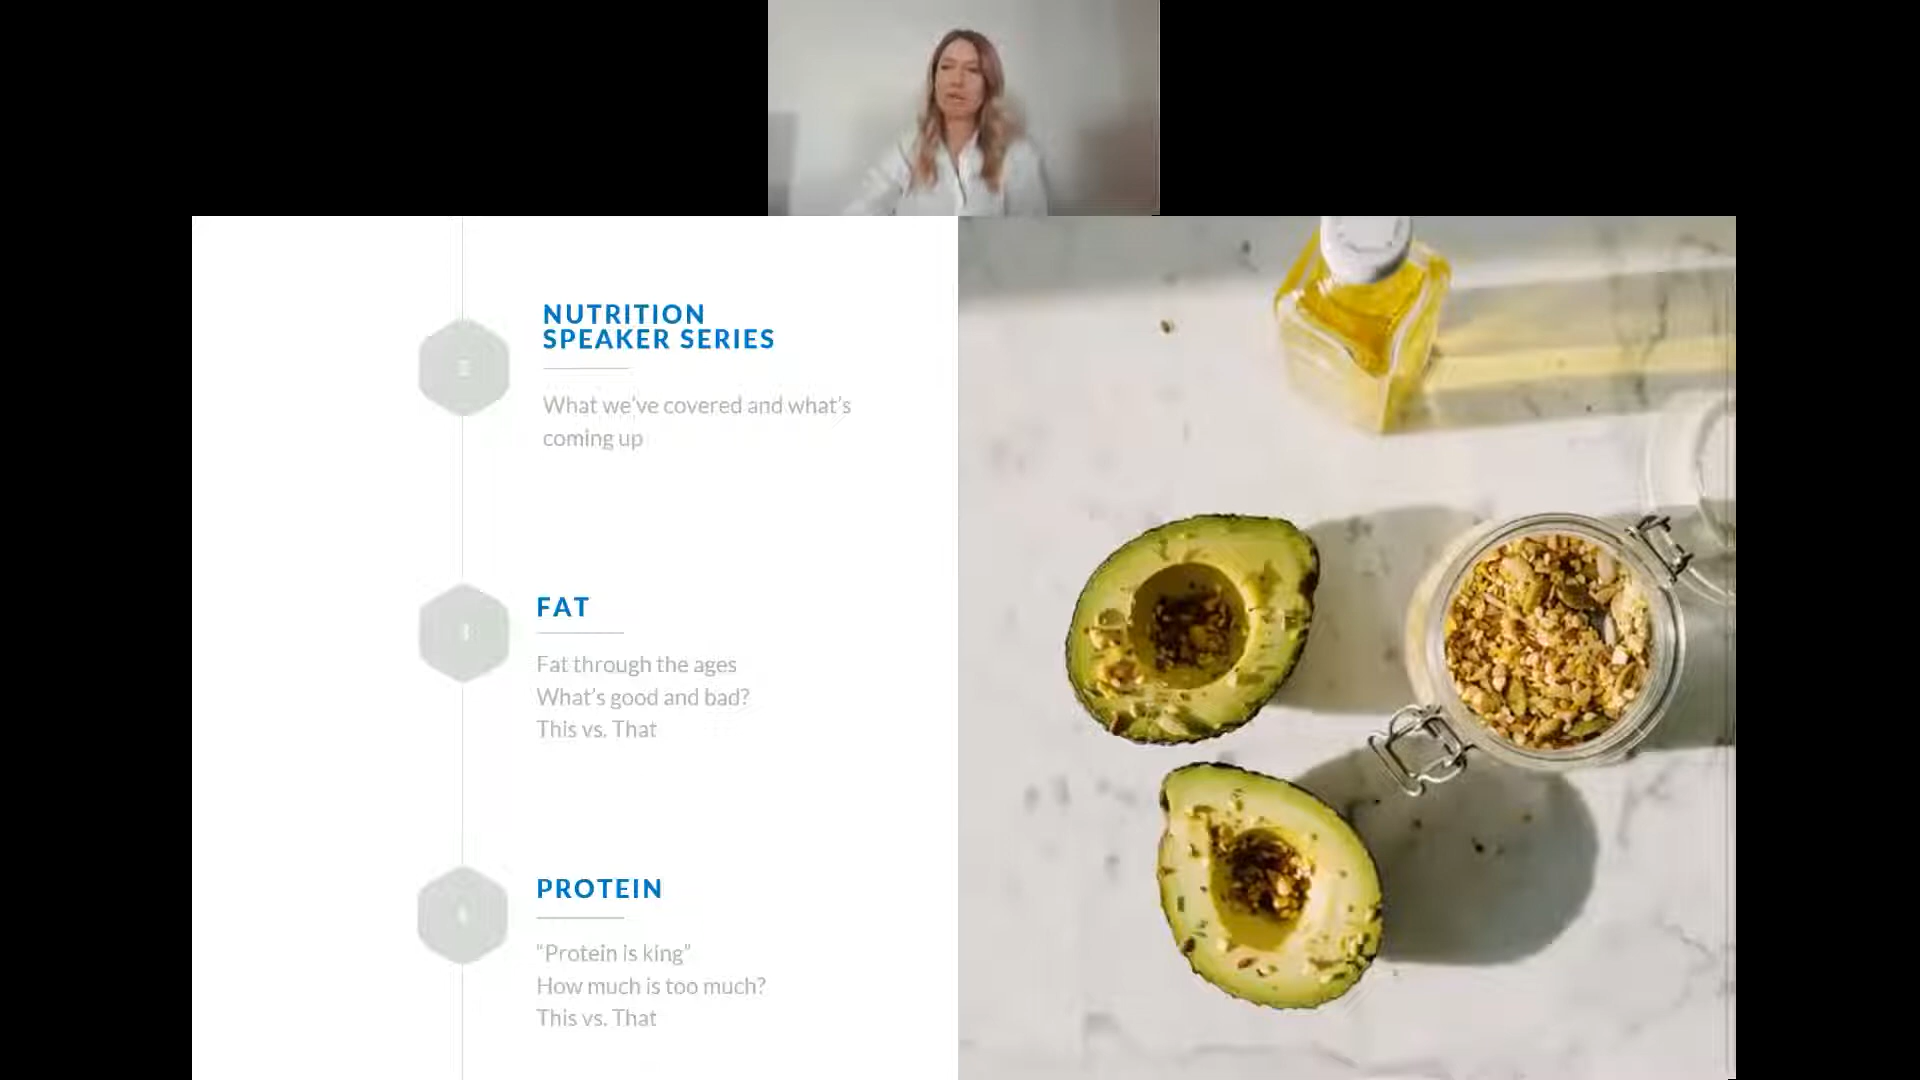 NUTRITION
SPEAKER SERIES
What we've covered and what's
coming up
FAT
Fat through the ages
What's good and bad?
This vs. That
PROTEIN
“Protein is king”
How much is too much?
This vs. That